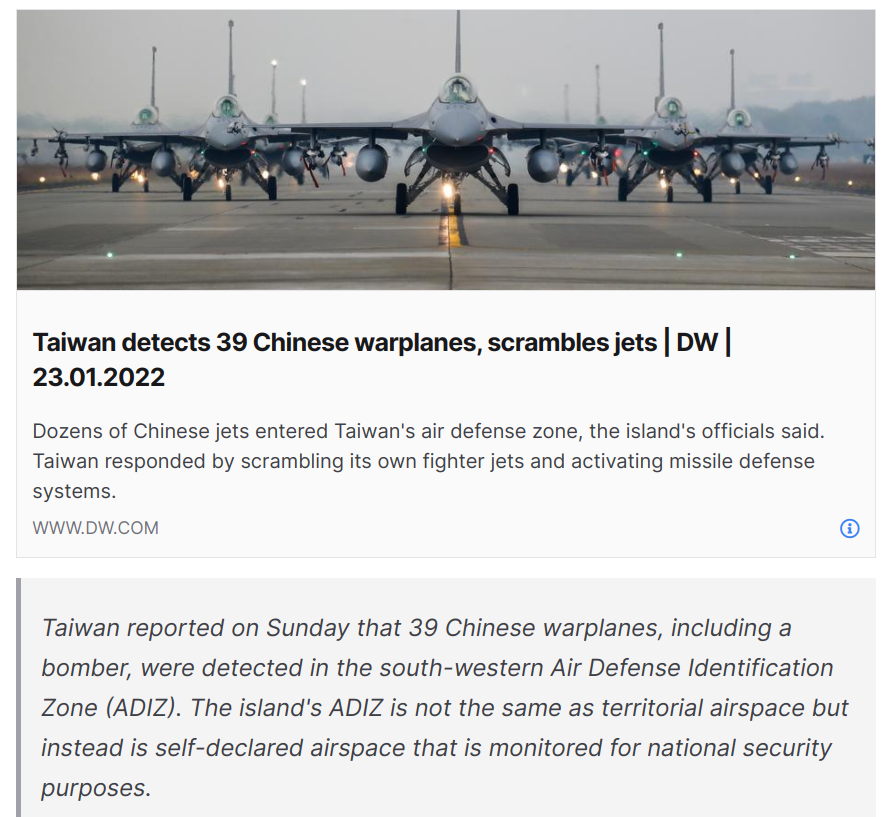 Taiwan detects 39 Chinese warplanes, scrambles jets | DW |
23.01.2022
Dozens of Chinese jets entered Taiwan's air defense zone, the island's officials said.
Taiwan responded by scrambling its own fighter jets and activating missile defense
systems.
WWW.DW.COM
Taiwan reported on Sunday that 39 Chinese warplanes, including a
bomber, were detected in the south-western Air Defense Identification
Zone (ADIZ). The island's ADIZ is not the same as territorial airspace but
instead is self-declared airspace that is monitored for national security
purposes.